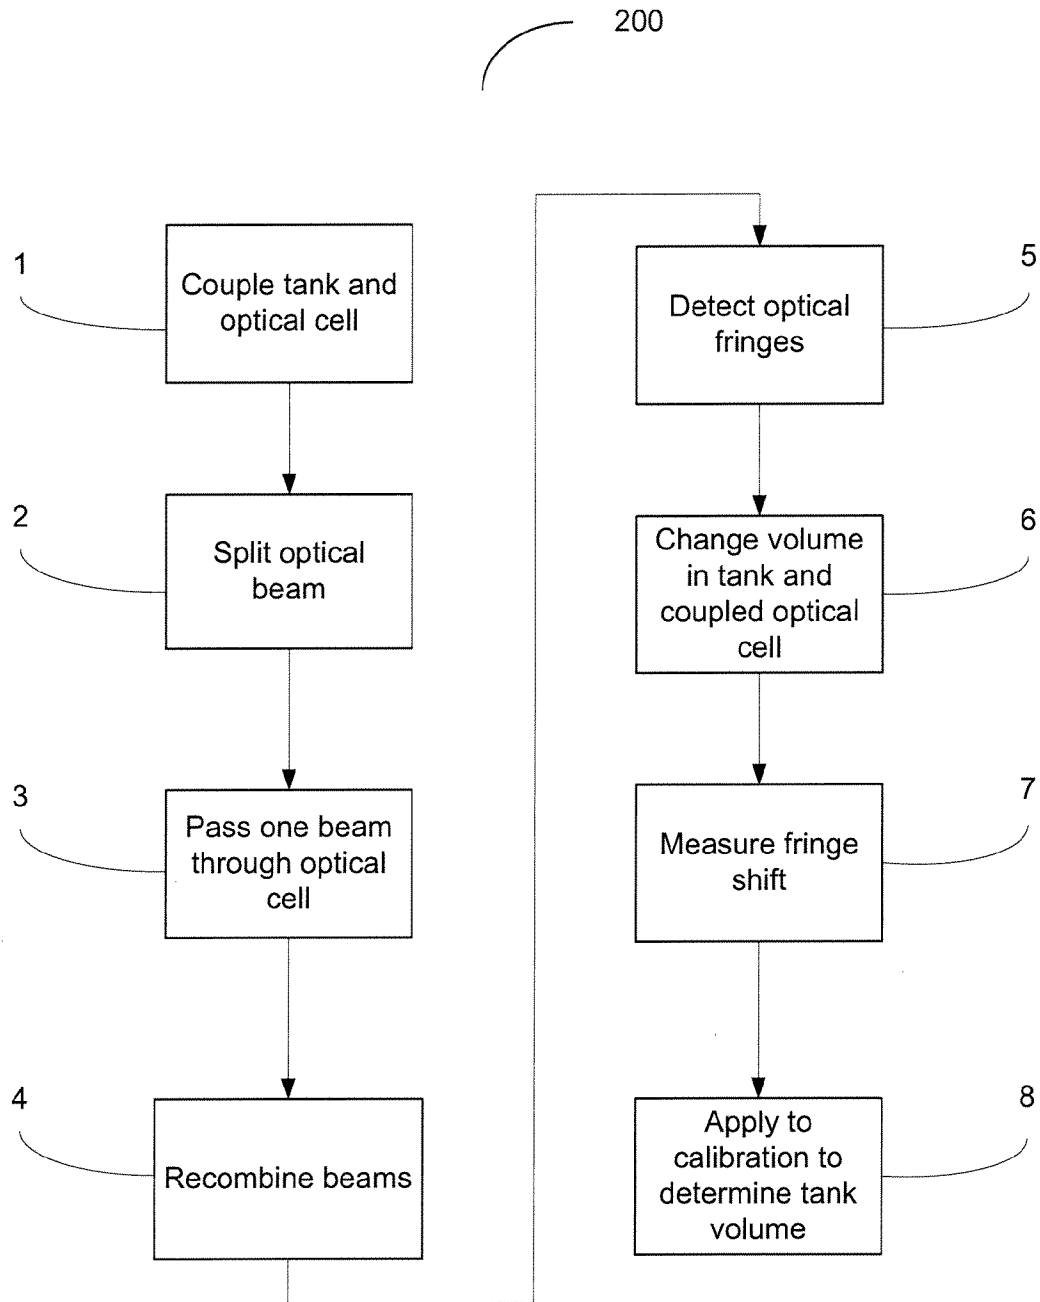 200
1
Couple tank and
optical cell
2
Split optical
beam
3
Pass one beam
through optical
cell
4
Recombine beams
5
Detect optical
fringes
6
Change volume
in tank and
coupled optical
cell
7
Measure fringe
shift
8
Apply to
calibration to
determine tank
volume